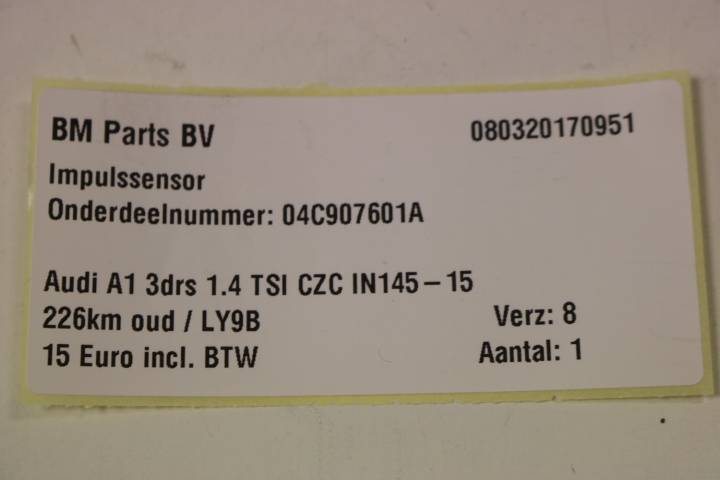 BM Parts BV 080320170951
Impulssensor
Onderdeelnummer: 04C907601A
Audi A1 3drs 1.4 TSI CZC IN145-15
226km oud / LY9B Verz: 8
15 Euro incl. BTW Aantal: 1